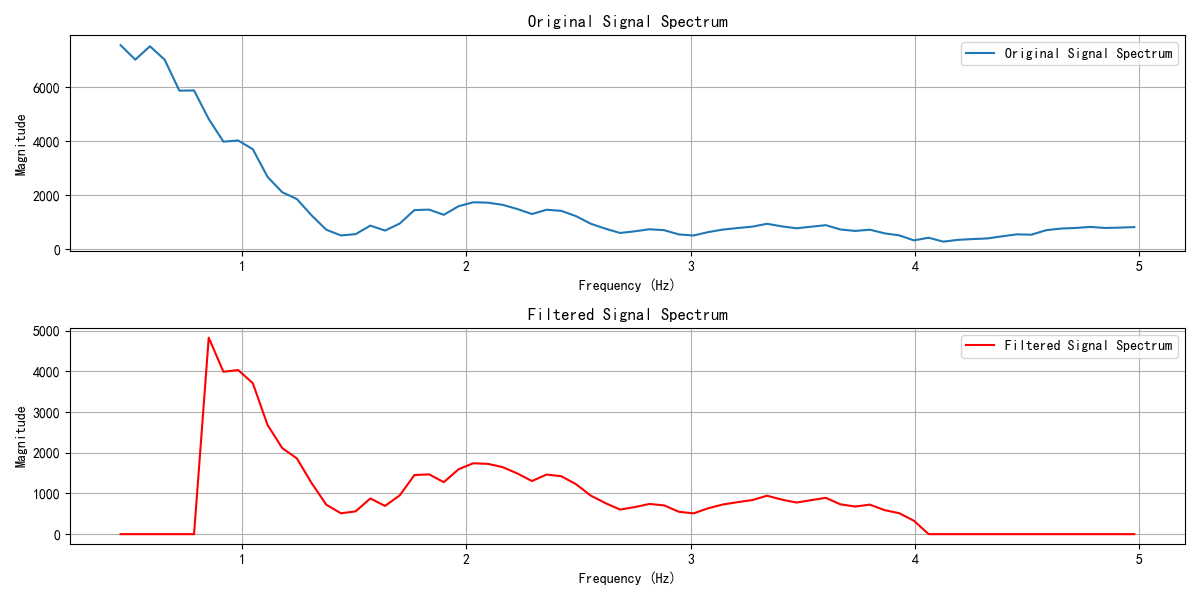 Original Signal Spectrum
Original Signal Spectrum
Magnitude
6000
4000
2000
0
1
2
3
4
5
Frequency (Hz)
Filtered Signal Spectrum
Filtered Signal Spectrum
Magnitude
5000
4000
3000
2000
1000
0
1
2
3
4
5
Frequency (Hz)